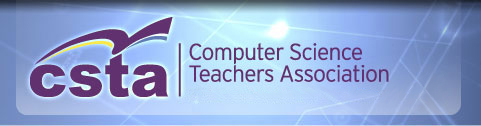 csta
Computer Science
Teachers Association